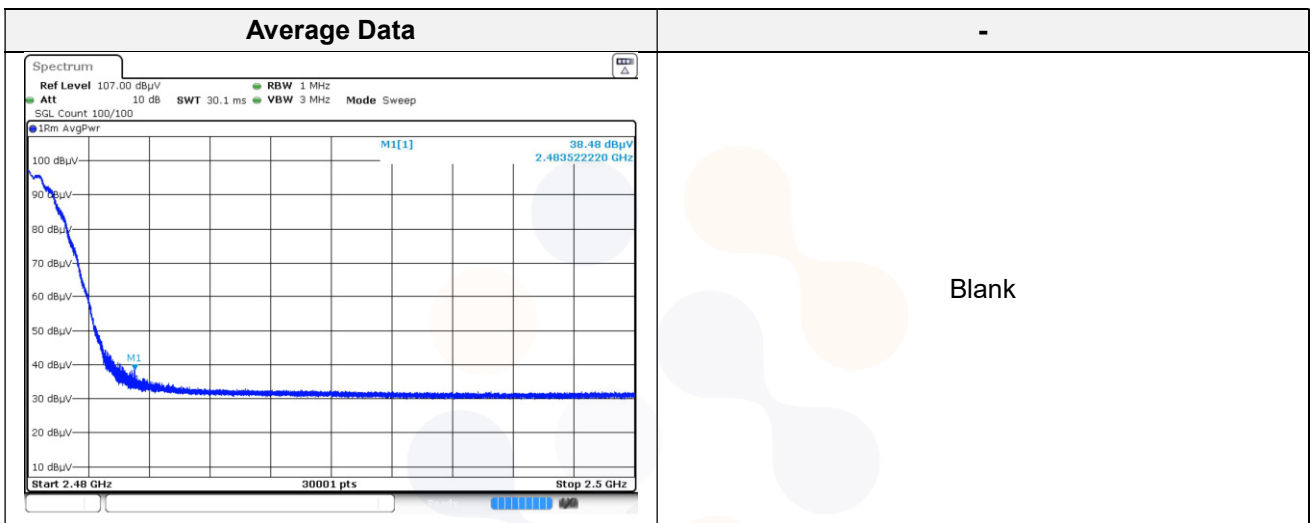 Average Data
-
Spectrum
Ref Level 107.00 dBµV RBW 1 MHz
Att 10 dB SWT 30.1 ms VBW 3 MHz Mode Sweep
SGL Count 100/100
1Rm AvgPwr
M1[1] 38.48 dBµV
2.483522220 GHz
100 dBµV
90 dBµV
80 dBµV
70 dBµV
60 dBµV
50 dBµV
M1
40 dBµV
30 dBµV
20 dBµV
10 dBµV
Start 2.48 GHz 30001 pts Stop 2.5 GHz
Blank